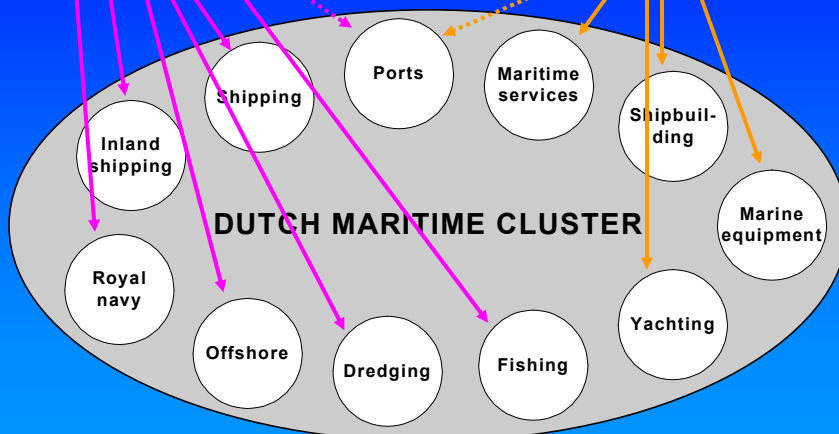 Ports
Maritime
services
Shipping
Shipbuil-
ding
Inland
shipping
DUTCH MARITIME CLUSTER
Marine
equipment
Royal
navy
Yachting
Offshore
Dredging
Fishing